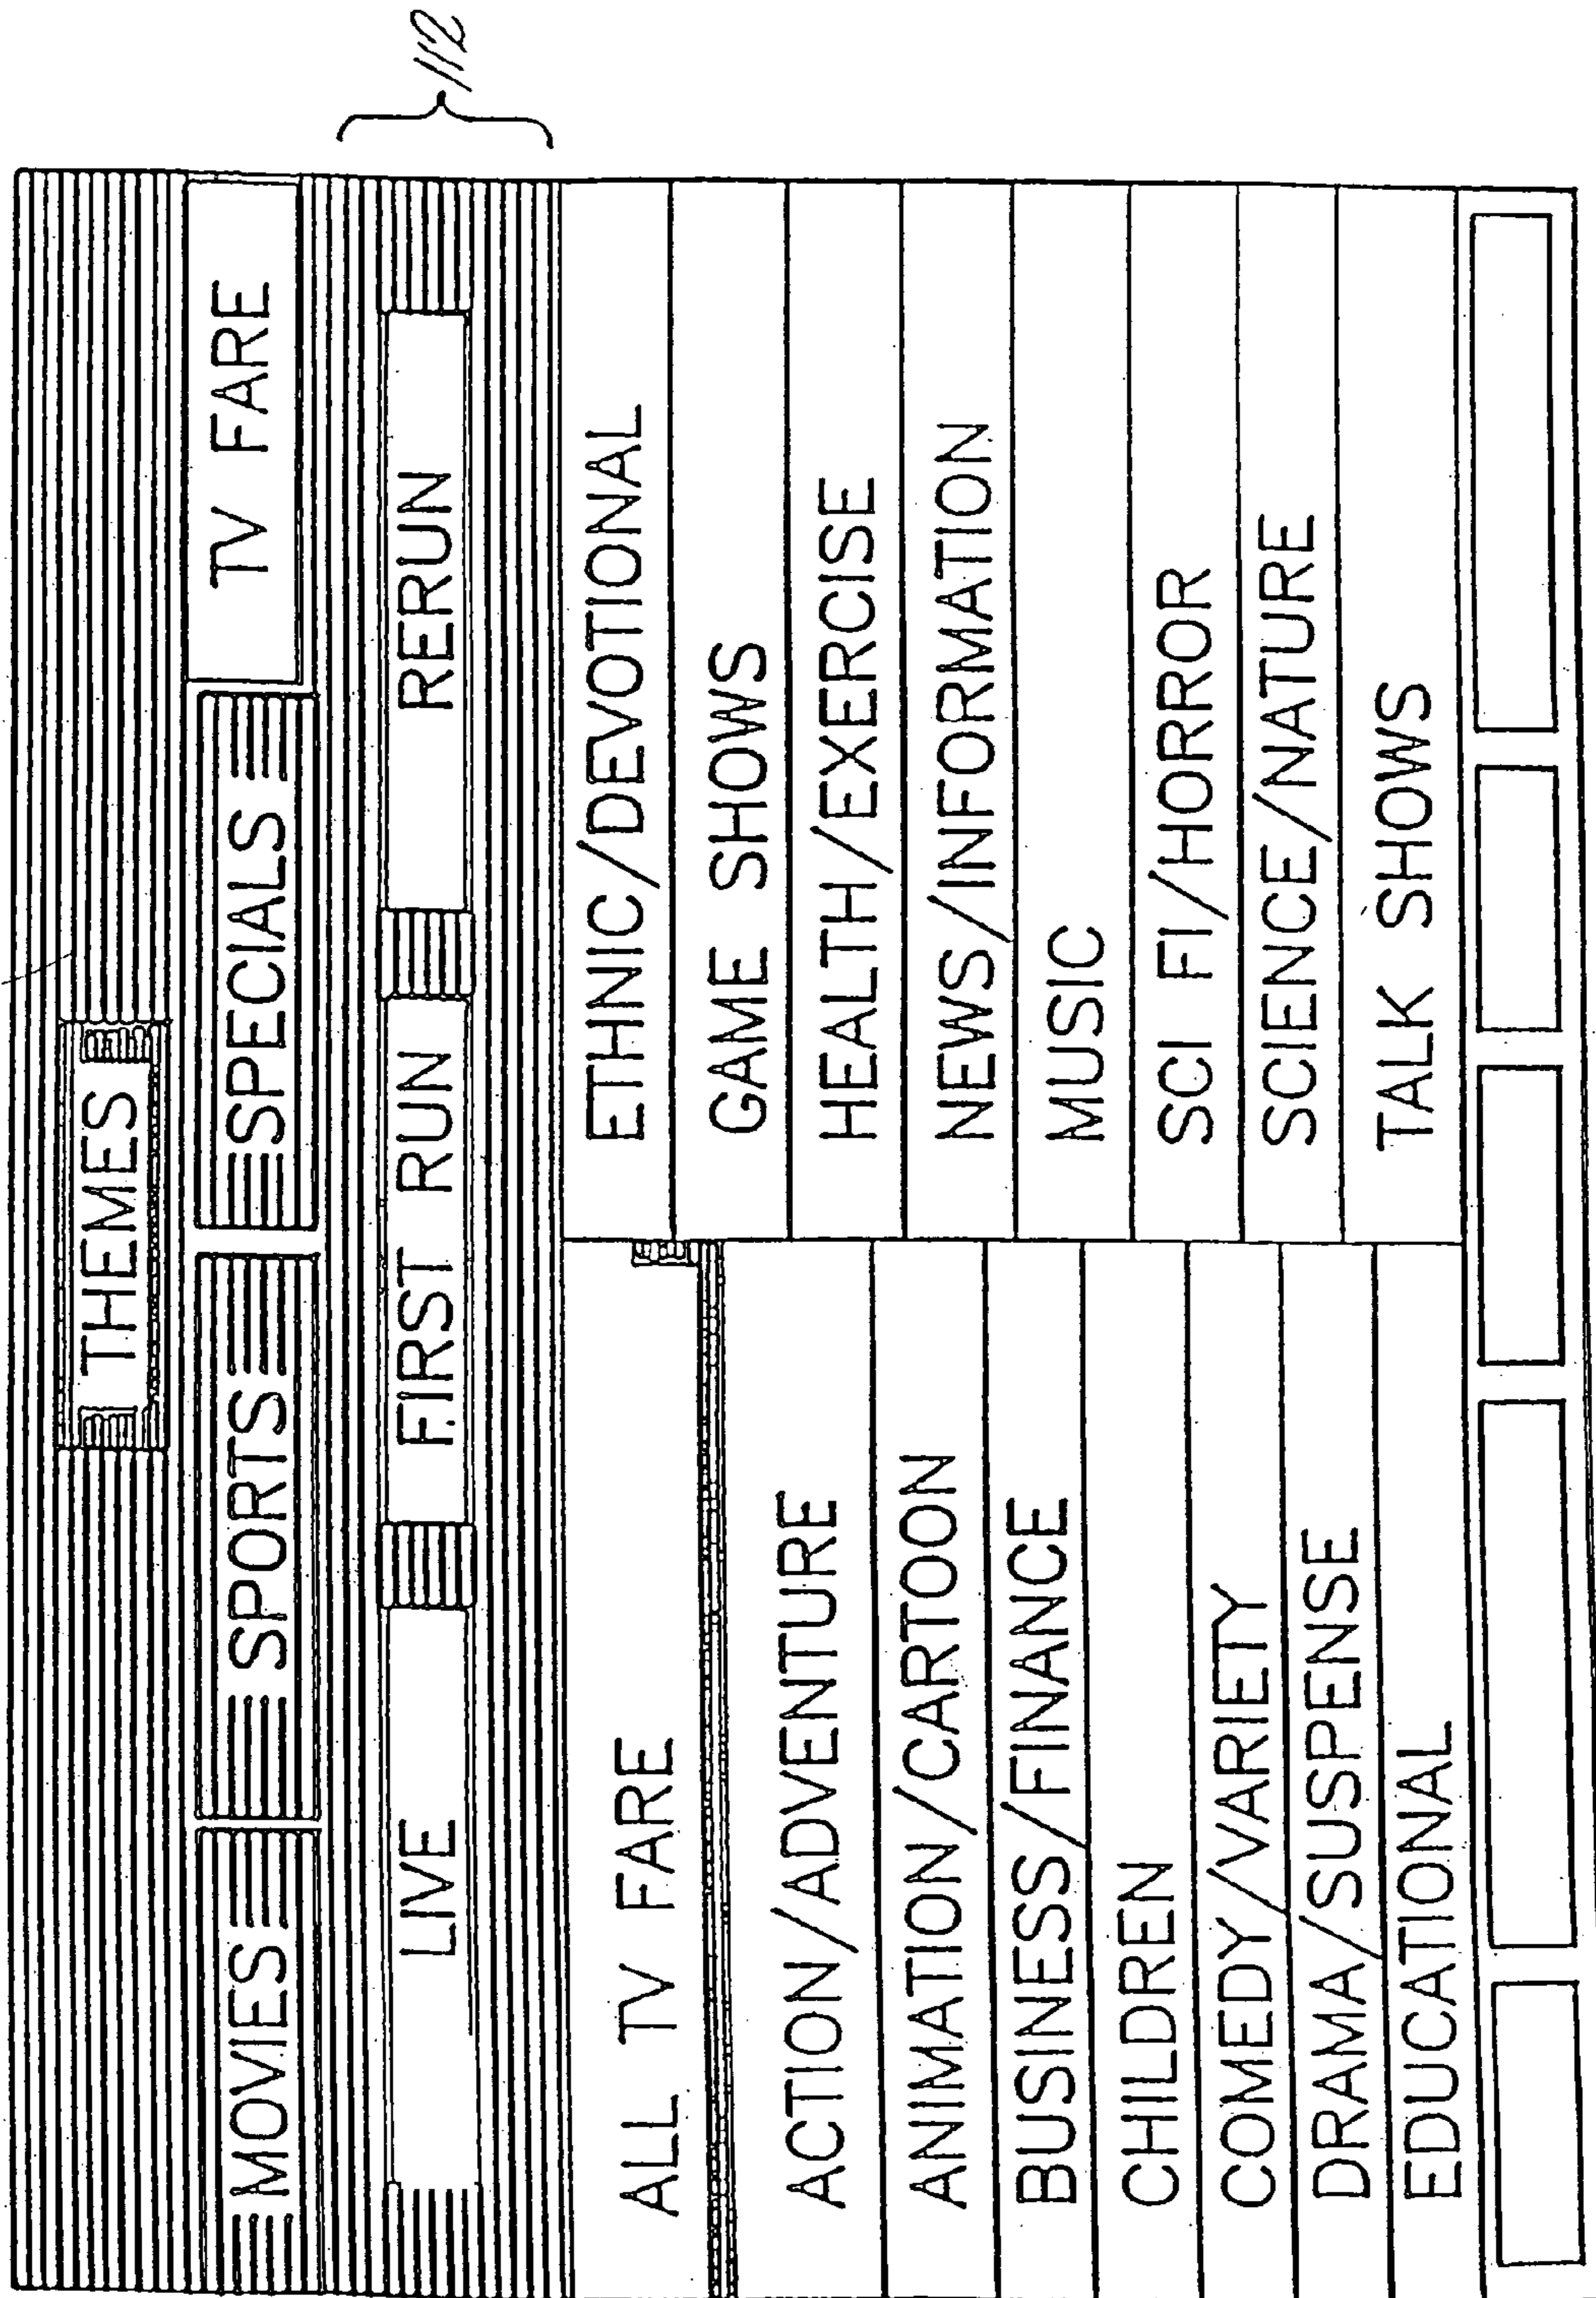 THEMES
MOVIES SPORTS SPECIALS TV FARE
LIVE FIRST RUN RERUN
112
ALL TV FARE
ACTION/ADVENTURE
ANIMATION/CARTOON
BUSINESS/FINANCE
CHILDREN
COMEDY/VARIETY
DRAMA/SUSPENSE
EDUCATIONAL
ETHNIC/DEVOTIONAL
GAME SHOWS
HEALTH/EXERCISE
NEWS/INFORMATION
MUSIC
SCI FI/HORROR
SCIENCE/NATURE
TALK SHOWS